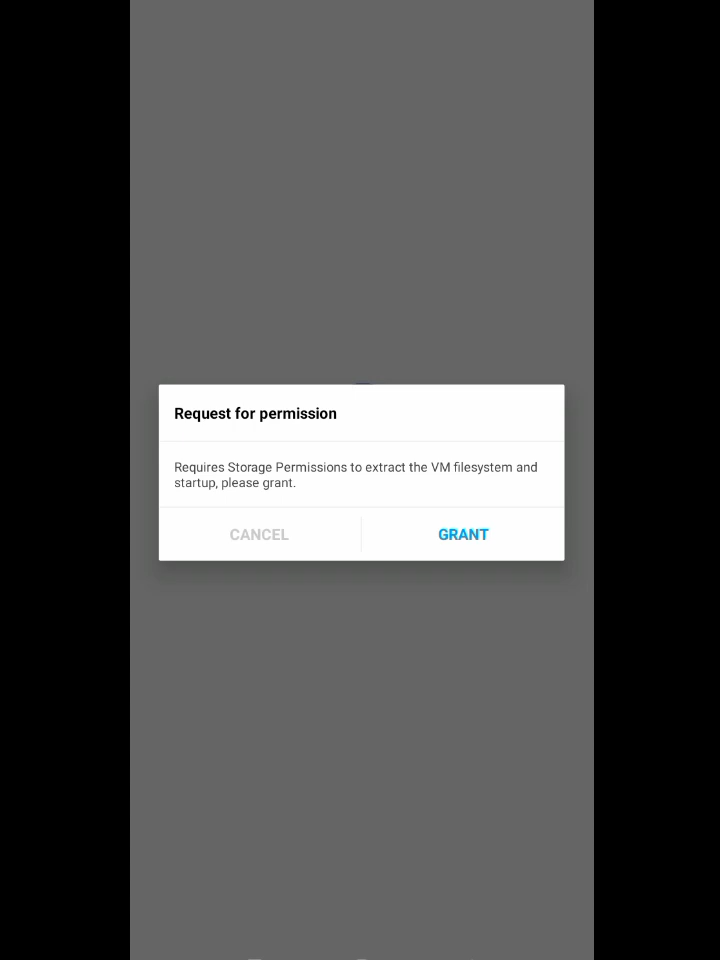 Request for permission
Requires Storage Permissions to extract the VM filesystem and
startup, please grant.
CANCEL
GRANT